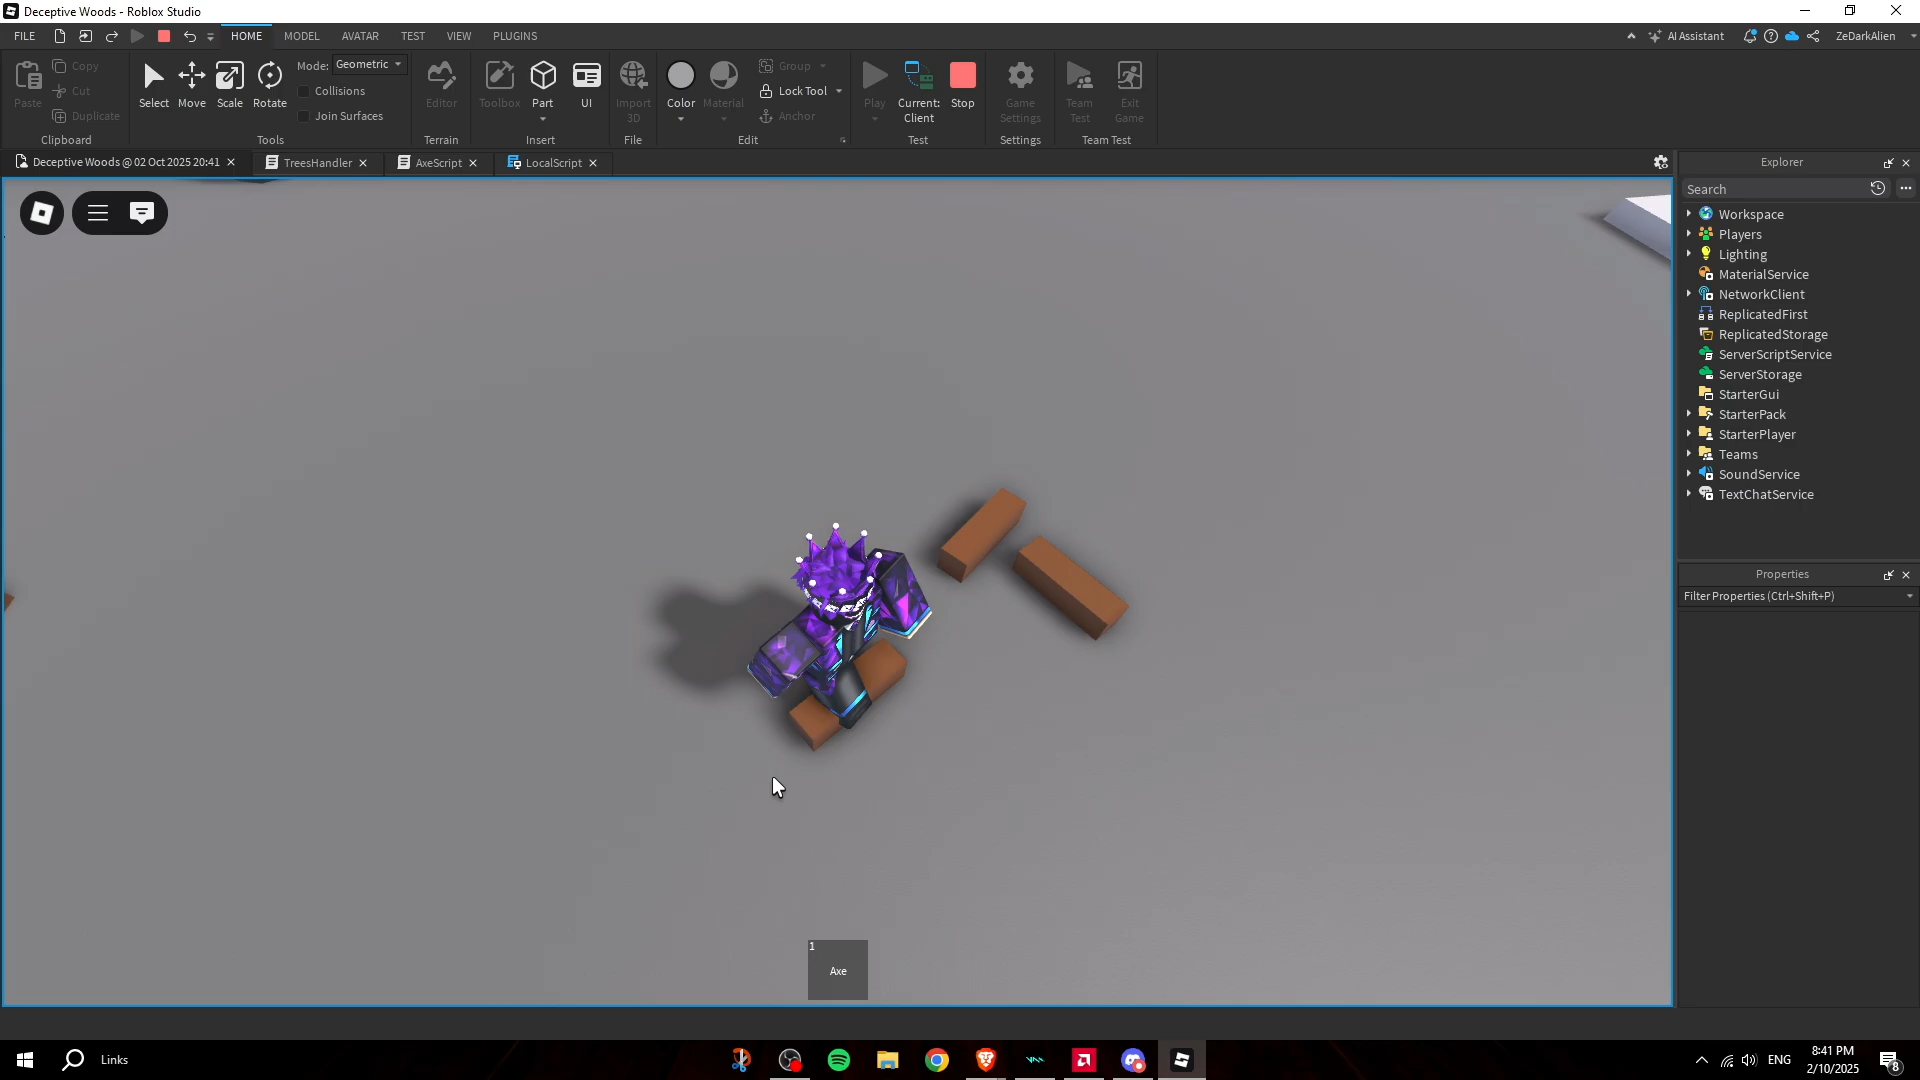 Deceptive Woods - Roblox Studio
FILE HOME MODEL AVATAR TEST VIEW PLUGINS AI Assistant ZeDarkAlien
Paste Copy Cut Duplicate Clipboard
Select Move Scale Rotate Mode: Geometric Collisions Join Surfaces Tools
Editor Terrain
Toolbox Part UI Insert
Import 3D File
Color Material Group Lock Tool Anchor Edit
Play Current: Client Stop Test
Game Settings Settings
Team Test Exit Game Team Test
Deceptive Woods @ 02 Oct 2025 20:41 TreesHandler AxeScript LocalScript
Explorer
Search
Workspace
Players
Lighting
MaterialService
NetworkClient
ReplicatedFirst
ReplicatedStorage
ServerScriptService
ServerStorage
StarterGui
StarterPack
StarterPlayer
Teams
SoundService
TextChatService
Properties
Filter Properties (Ctrl+Shift+P)
1
Axe
Links
ENG
8:41 PM
2/10/2025
8